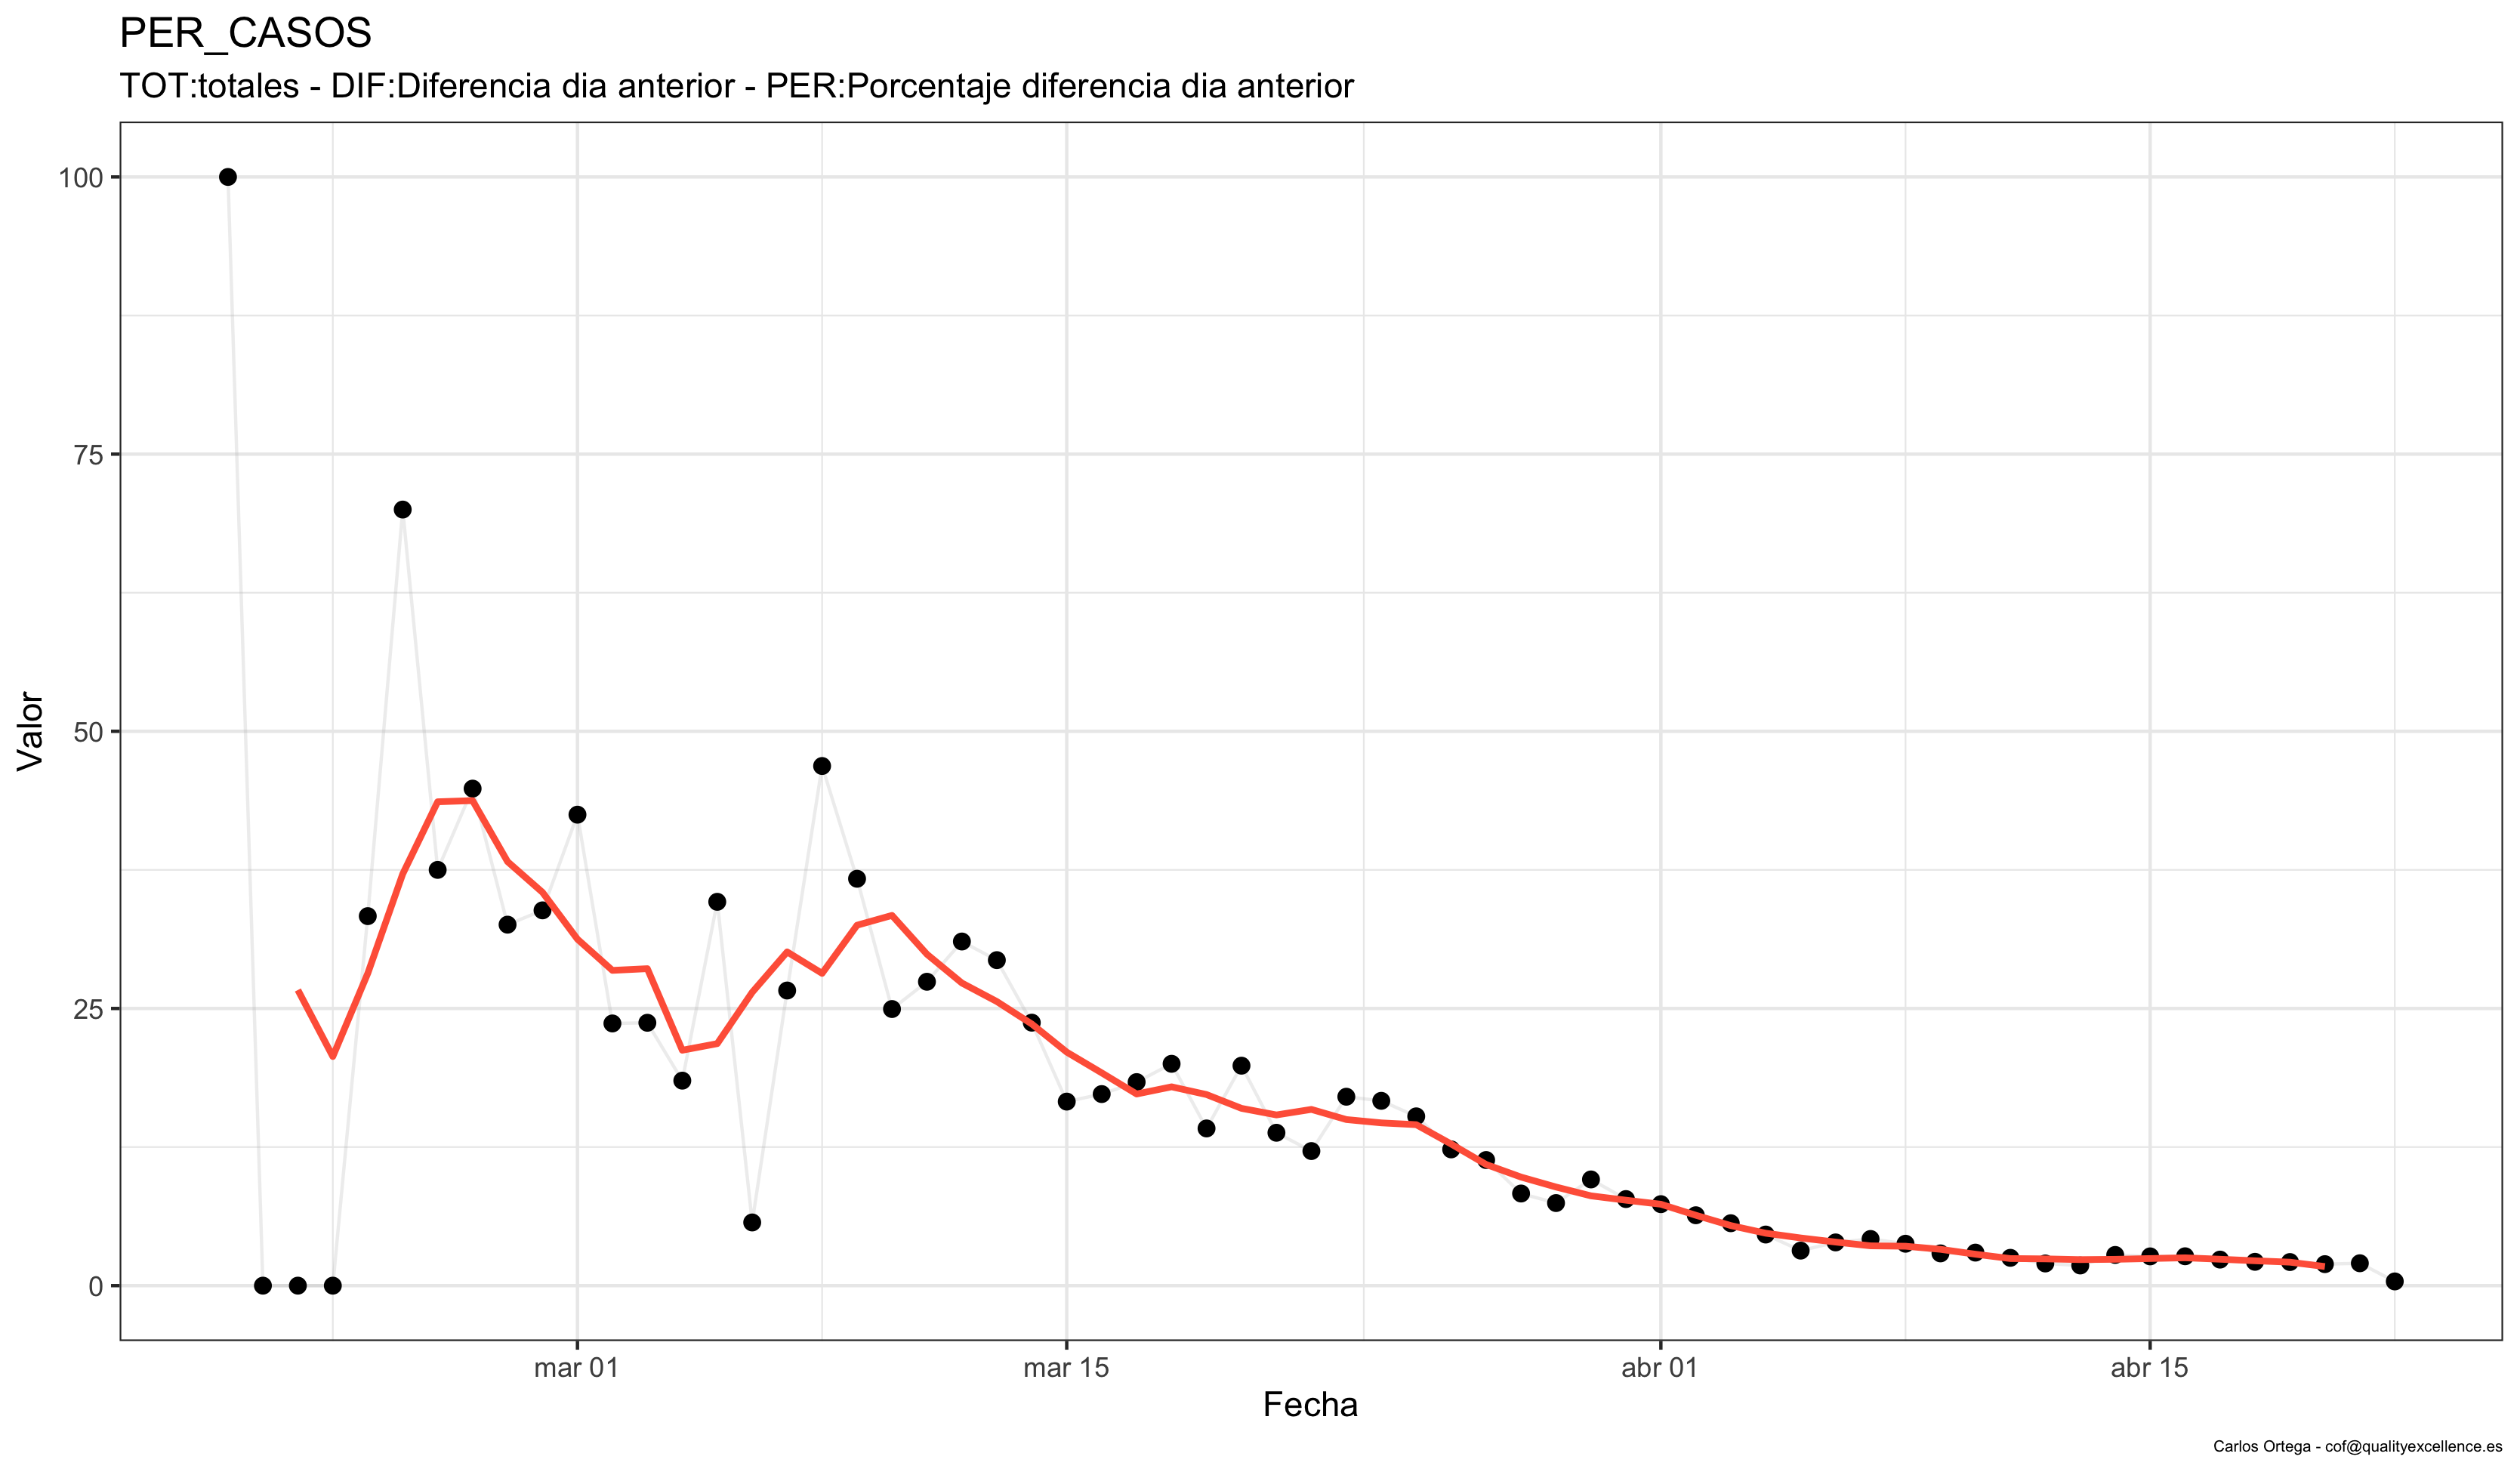 PER_CASOS
TOT:totales - DIF:Diferencia dia anterior - PER:Porcentaje diferencia dia anterior
100
75
50
25
0
Valor
mar 01
mar 15
abr 01
abr 15
Fecha
Carlos Ortega - cof@qualityexcellence.es